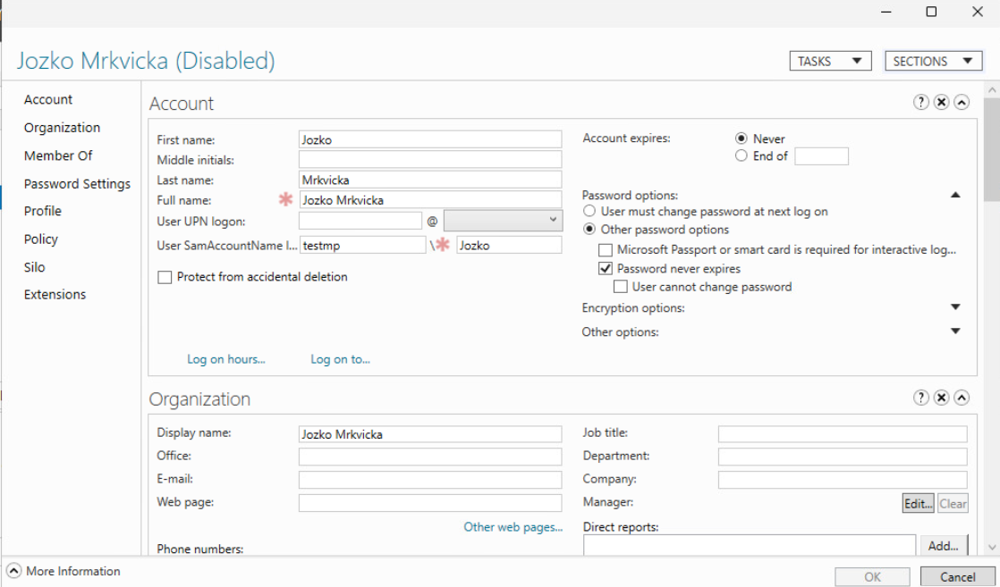 Jozko Mrkvicka (Disabled)
TASKS
SECTIONS
Account
Organization
Member Of
Password Settings
Profile
Policy
Silo
Extensions
Account
First name: Jozko
Middle initials:
Last name: Mrkvicka
Full name: * Jozko Mrkvicka
User UPN logon: @
User SamAccountName l... testmp \* Jozko
Protect from accidental deletion
Log on hours... Log on to...
Account expires: Never
End of
Password options:
User must change password at next log on
Other password options
Microsoft Passport or smart card is required for interactive log...
Password never expires
User cannot change password
Encryption options:
Other options:
Organization
Display name: Jozko Mrkvicka
Office:
E-mail:
Web page:
Other web pages...
Phone numbers:
Job title:
Department:
Company:
Manager: Edit... Clear
Direct reports:
Add...
More Information
OK Cancel